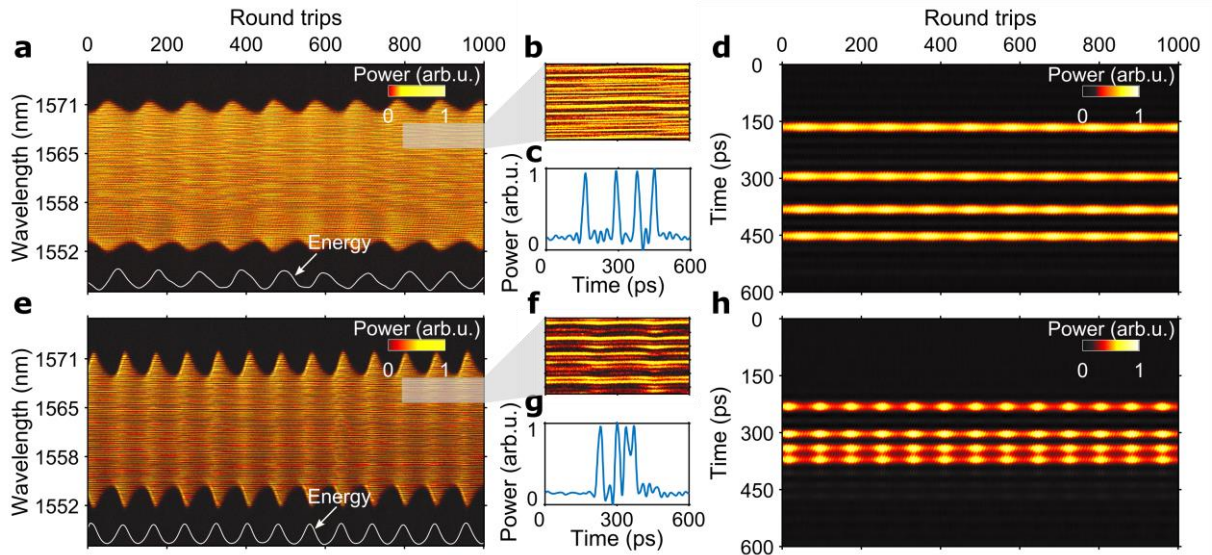 Round trips
Round trips
a
0 200 400 600 800 1000
b
d
0 200 400 600 800 1000
Power (arb.u.)
0 1
1571
1565
1558
1552
Wavelength (nm)
Energy
c
Power (arb.u.)
1
0
0 300 600
Time (ps)
Power (arb.u.)
0 1
0
150
300
450
600
Time (ps)
e
f
h
Power (arb.u.)
0 1
1571
1565
1558
1552
Wavelength (nm)
Energy
g
Power (arb.u.)
1
0
0 300 600
Time (ps)
Power (arb.u.)
0 1
0
150
300
450
600
Time (ps)